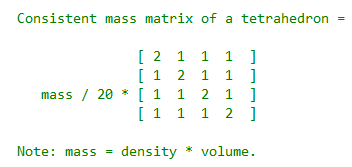 Consistent mass matrix of a tetrahedron =
[ 2 1 1 1 ]
[ 1 2 1 1 ]
mass / 20 * [ 1 1 2 1 ]
[ 1 1 1 2 ]
Note: mass = density * volume.